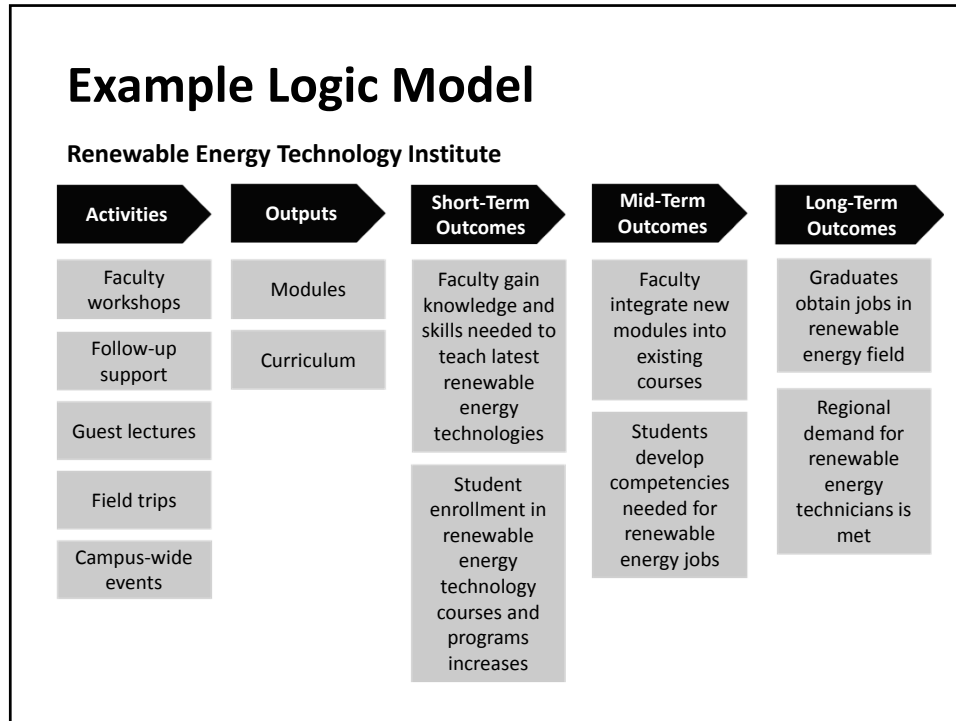 Example Logic Model
Renewable Energy Technology Institute
Activities
Faculty
workshops
Follow-up
support
Guest lectures
Field trips
Campus-wide
events
Outputs
Modules
Curriculum
Short-Term
Outcomes
Faculty gain
knowledge and
skills needed to
teach latest
renewable
energy
technologies
Student
enrollment in
renewable
energy
technology
courses and
programs
increases
Mid-Term
Outcomes
Faculty
integrate new
modules into
existing
courses
Students
develop
competencies
needed for
renewable
energy jobs
Long-Term
Outcomes
Graduates
obtain jobs in
renewable
energy field
Regional
demand for
renewable
energy
technicians is
met